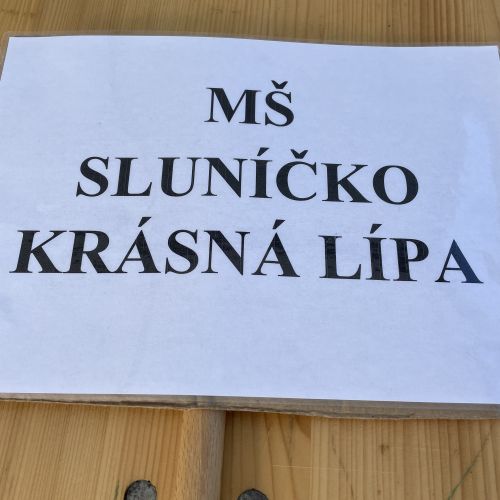 MŠ
SLUNÍČKO
KRÁSNÁ LÍPA